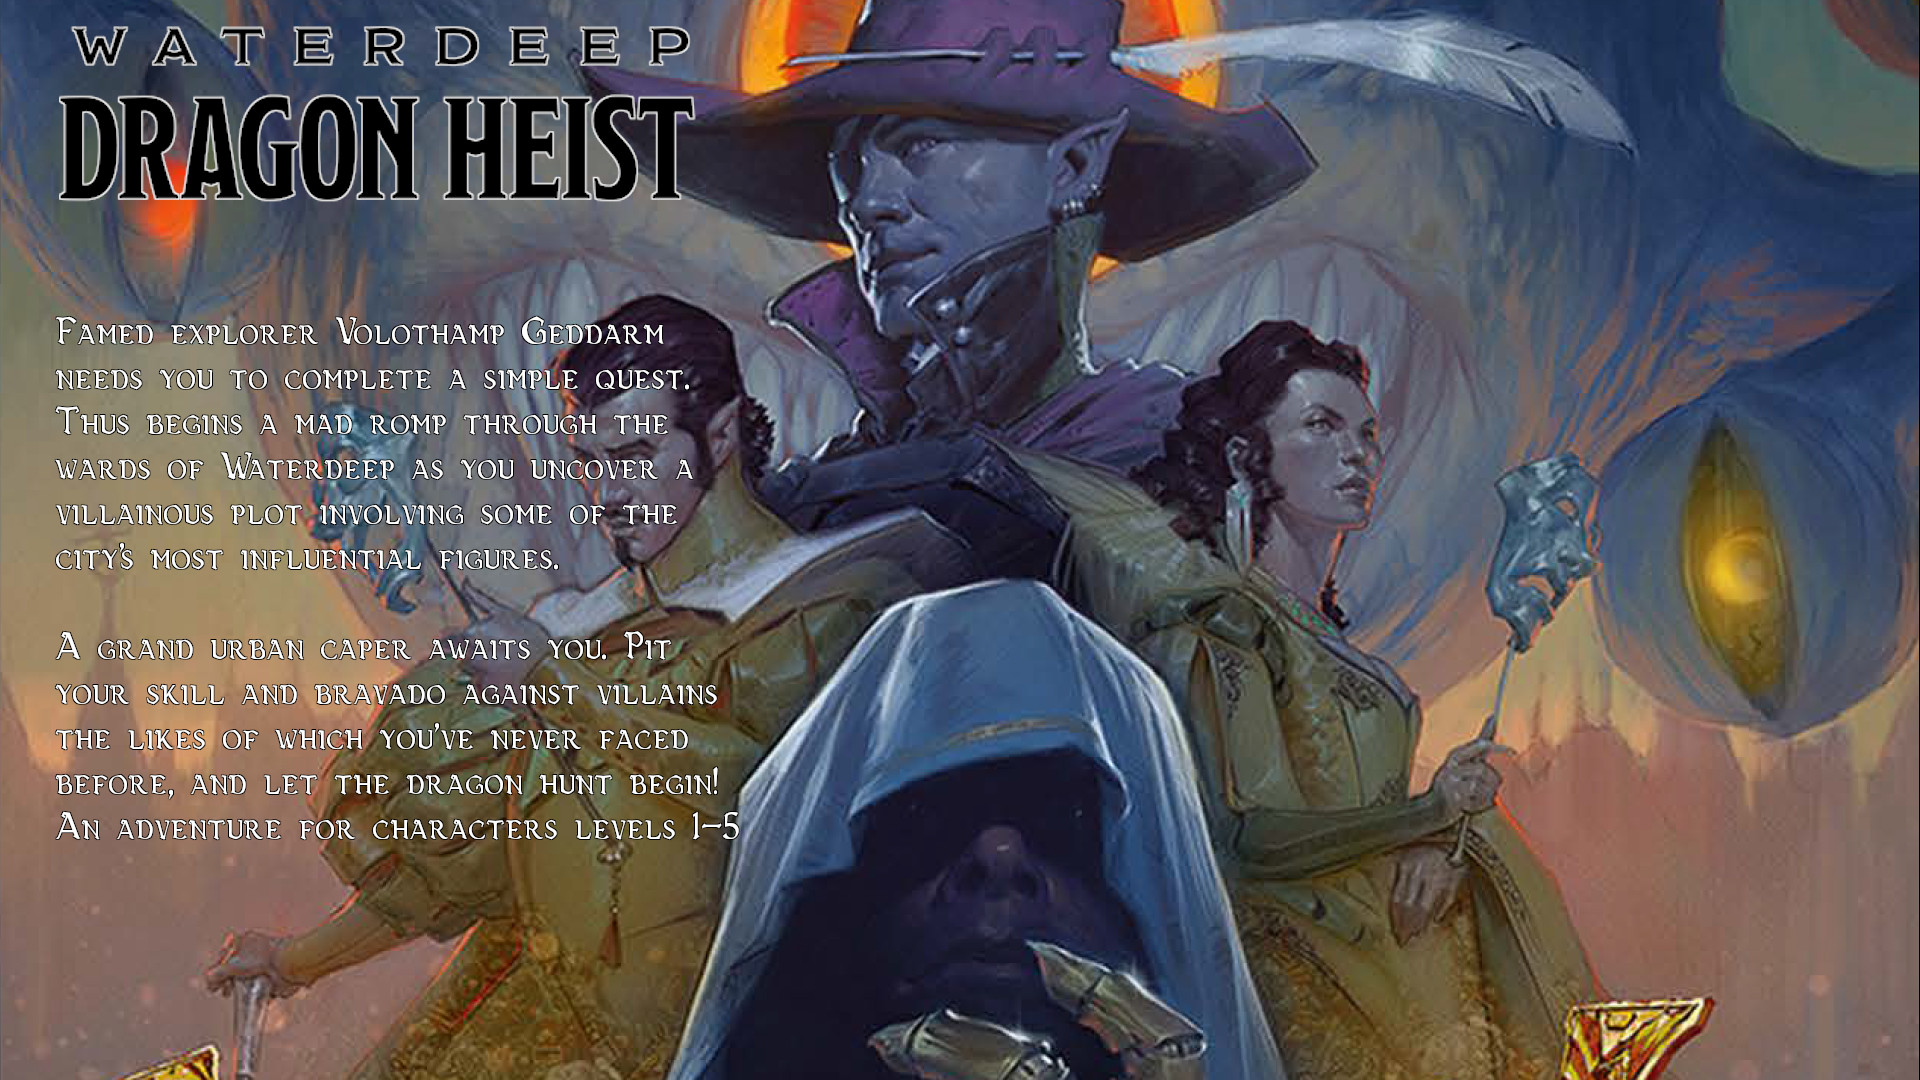 WATERDEEP
DRAGON HEIST
Famed explorer Volothamp Geddarm
needs you to complete a simple quest.
Thus begins a mad romp through the
wards of Waterdeep as you uncover a
villainous plot involving some of the
city's most influential figures.
A grand urban caper awaits you. Pit
your skill and bravado against villains
the likes of which you've never faced
before, and let the dragon hunt begin!
An adventure for characters levels 1–5